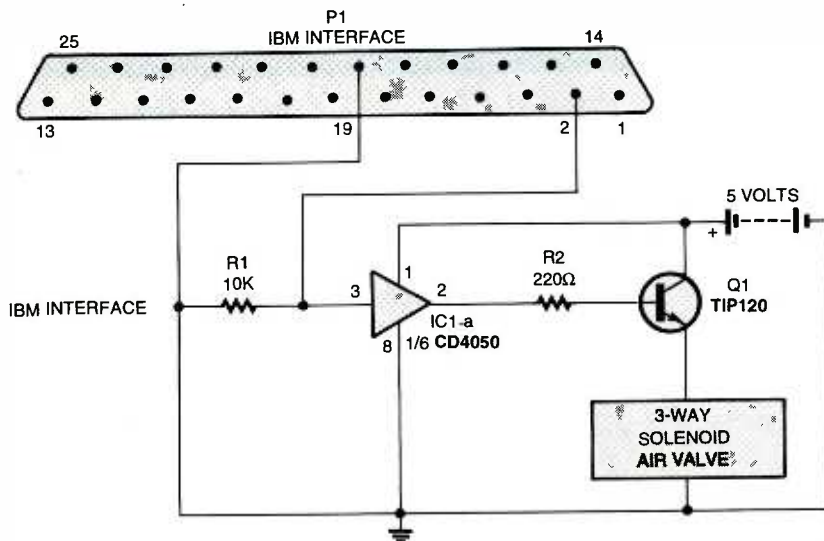 P1
IBM INTERFACE
25
14
13
19
2
1
5 VOLTS
+
R1
10K
R2
220Ω
Q1
TIP120
IBM INTERFACE
3
1
2
IC1-a
8
1/6 CD4050
3-WAY
SOLENOID
AIR VALVE